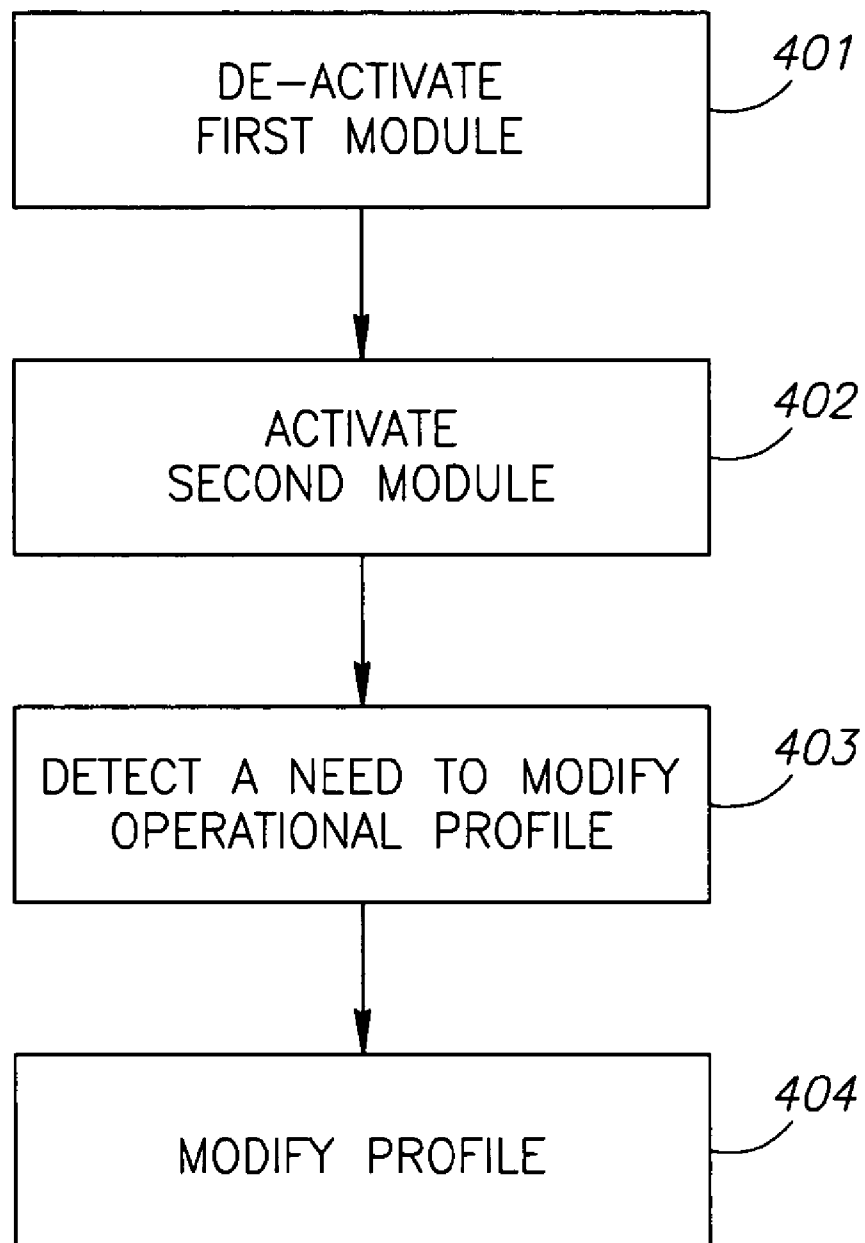 401
DE-ACTIVATE
FIRST MODULE
402
ACTIVATE
SECOND MODULE
403
DETECT A NEED TO MODIFY
OPERATIONAL PROFILE
404
MODIFY PROFILE